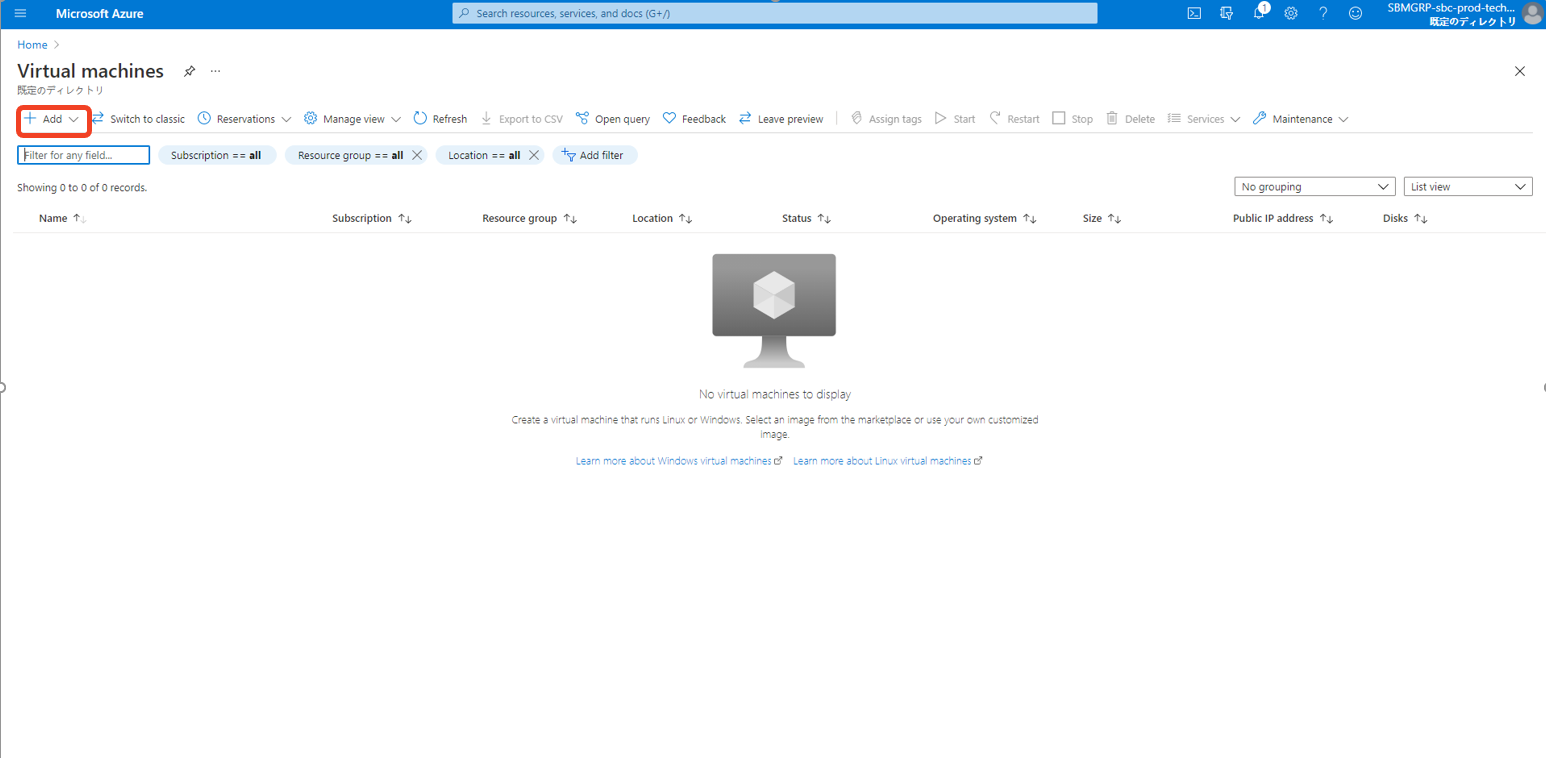 Microsoft Azure
Search resources, services, and docs (G+/)
1
SBMGRP-sbc-prod-tech...
既定のディレクトリ
Home
Virtual machines
既定のディレクトリ
Add Switch to classic Reservations Manage view Refresh Export to CSV Open query Feedback Leave preview Assign tags Start Restart Stop Delete Services Maintenance
Filter for any field... Subscription == all Resource group == all Location == all Add filter
Showing 0 to 0 of 0 records. No grouping List view
Name Subscription Resource group Location Status Operating system Size Public IP address Disks
No virtual machines to display
Create a virtual machine that runs Linux or Windows. Select an image from the marketplace or use your own customized
image.
Learn more about Windows virtual machines Learn more about Linux virtual machines